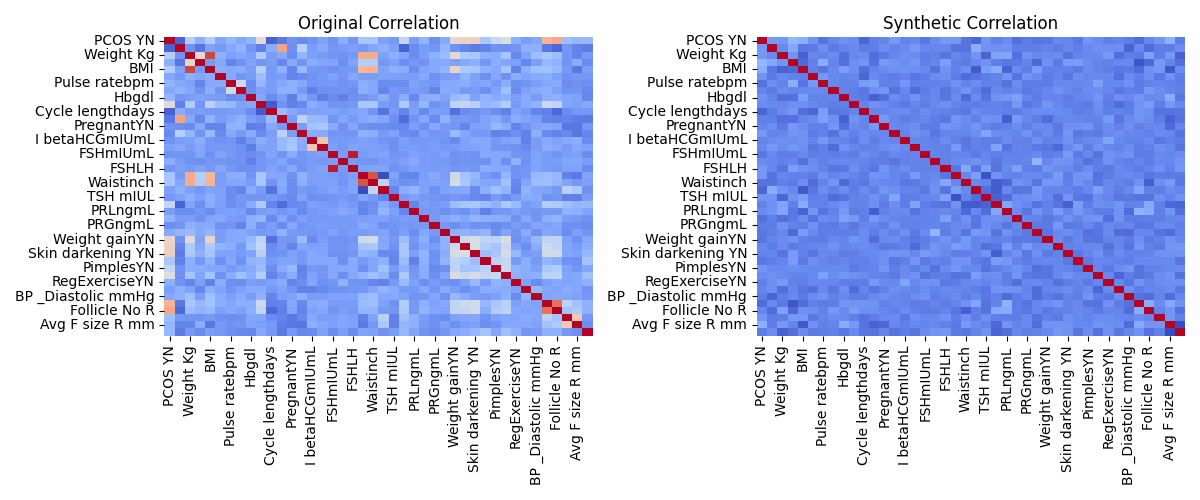 Original Correlation
PCOS YN
Weight Kg
BMI
Pulse ratebpm
Hbgdl
Cycle lengthdays
PregnantYN
I betaHCGmIUmL
FSHmIUmL
FSHLH
Waistinch
TSH mIUL
PRLngmL
PRGngmL
Weight gainYN
Skin darkening YN
PimplesYN
RegExerciseYN
BP _Diastolic mmHg
Follicle No R
Avg F size R mm
PCOS YN
Weight Kg
BMI
Pulse ratebpm
Hbgdl
Cycle lengthdays
PregnantYN
I betaHCGmIUmL
FSHmIUmL
FSHLH
Waistinch
TSH mIUL
PRLngmL
PRGngmL
Weight gainYN
Skin darkening YN
PimplesYN
RegExerciseYN
BP _Diastolic mmHg
Follicle No R
Avg F size R mm
Synthetic Correlation
PCOS YN
Weight Kg
BMI
Pulse ratebpm
Hbgdl
Cycle lengthdays
PregnantYN
I betaHCGmIUmL
FSHmIUmL
FSHLH
Waistinch
TSH mIUL
PRLngmL
PRGngmL
Weight gainYN
Skin darkening YN
PimplesYN
RegExerciseYN
BP _Diastolic mmHg
Follicle No R
Avg F size R mm
PCOS YN
Weight Kg
BMI
Pulse ratebpm
Hbgdl
Cycle lengthdays
PregnantYN
I betaHCGmIUmL
FSHmIUmL
FSHLH
Waistinch
TSH mIUL
PRLngmL
PRGngmL
Weight gainYN
Skin darkening YN
PimplesYN
RegExerciseYN
BP _Diastolic mmHg
Follicle No R
Avg F size R mm